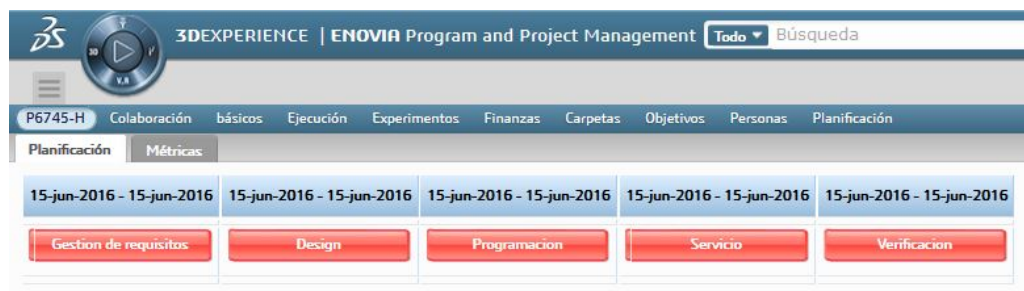 3DEXPERIENCE | ENOVIA Program and Project Management Todo Búsqueda
3D V.R
P6745-H Colaboración básicos Ejecución Experimentos Finanzas Carpetas Objetivos Personas Planificación
Planificación Métricas
15-jun-2016 - 15-jun-2016 15-jun-2016 - 15-jun-2016 15-jun-2016 - 15-jun-2016 15-jun-2016 - 15-jun-2016 15-jun-2016 - 15-jun-2016
Gestion de requisitos Design Programacion Servicio Verificacion